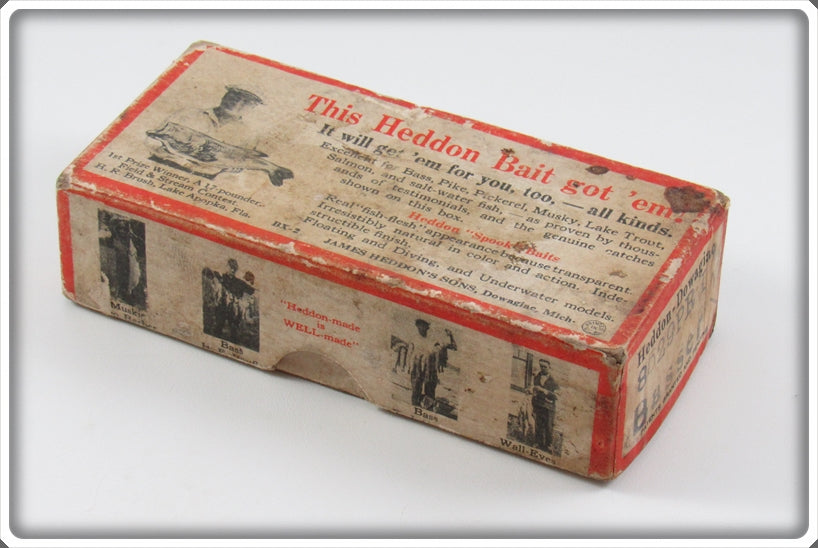 This Heddon Bait got 'em!
It will get 'em for you, too, — all kinds.
Excellent for Bass, Pike, Pickerel, Musky, Lake Trout,
Salmon, and salt-water fish, — as proven by thous-
ands of testimonials, and the genuine catches
shown on this box.
Heddon "Spook" Baits
Real "fish-flesh" appearance because transparent.
Irresistibly natural in color and action. Inde-
structible finish.
Floating and Diving, and Underwater models.
BX-2
JAMES HEDDON'S SONS, Dowagiac, Mich.
1st Prize Winner, A 17-pounder,
Field & Stream Contest
H. R. Brush, Lake Apopka, Fla.
Muskie
Bass
"Heddon-made
is
WELL-made"
Bass
Wall-Eyes
Heddon Dowagiac